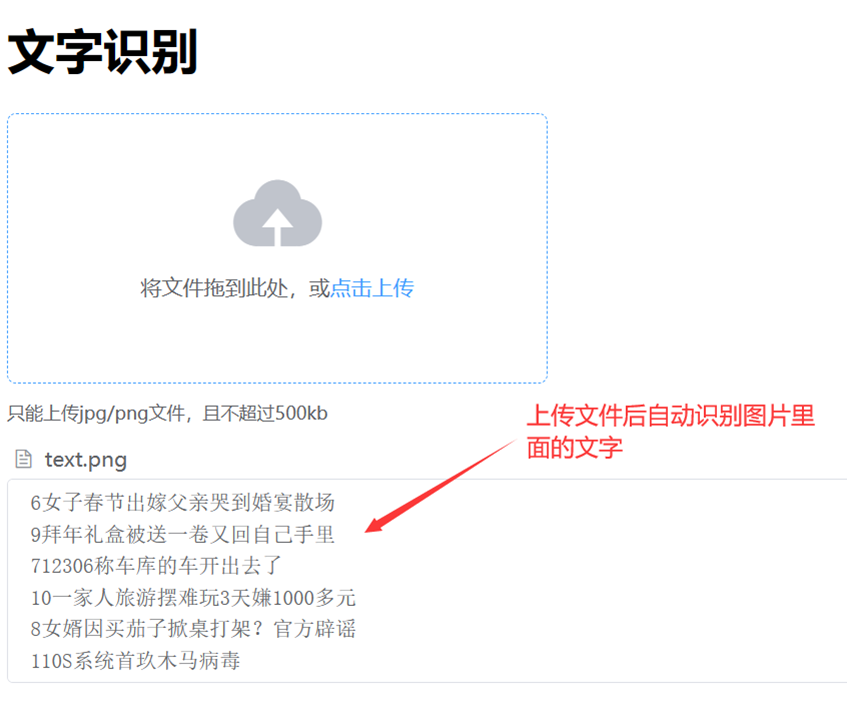 文字识别
将文件拖到此处，或点击上传
只能上传jpg/png文件，且不超过500kb
上传文件后自动识别图片里
面的文字
text.png
6女子春节出嫁父亲哭到婚宴散场
9拜年礼盒被送一卷又回自己手里
712306称车库的车开出去了
10一家人旅游摆难玩3天嫌1000多元
8女婿因买茄子掀桌打架？官方辟谣
110S系统首玖木马病毒